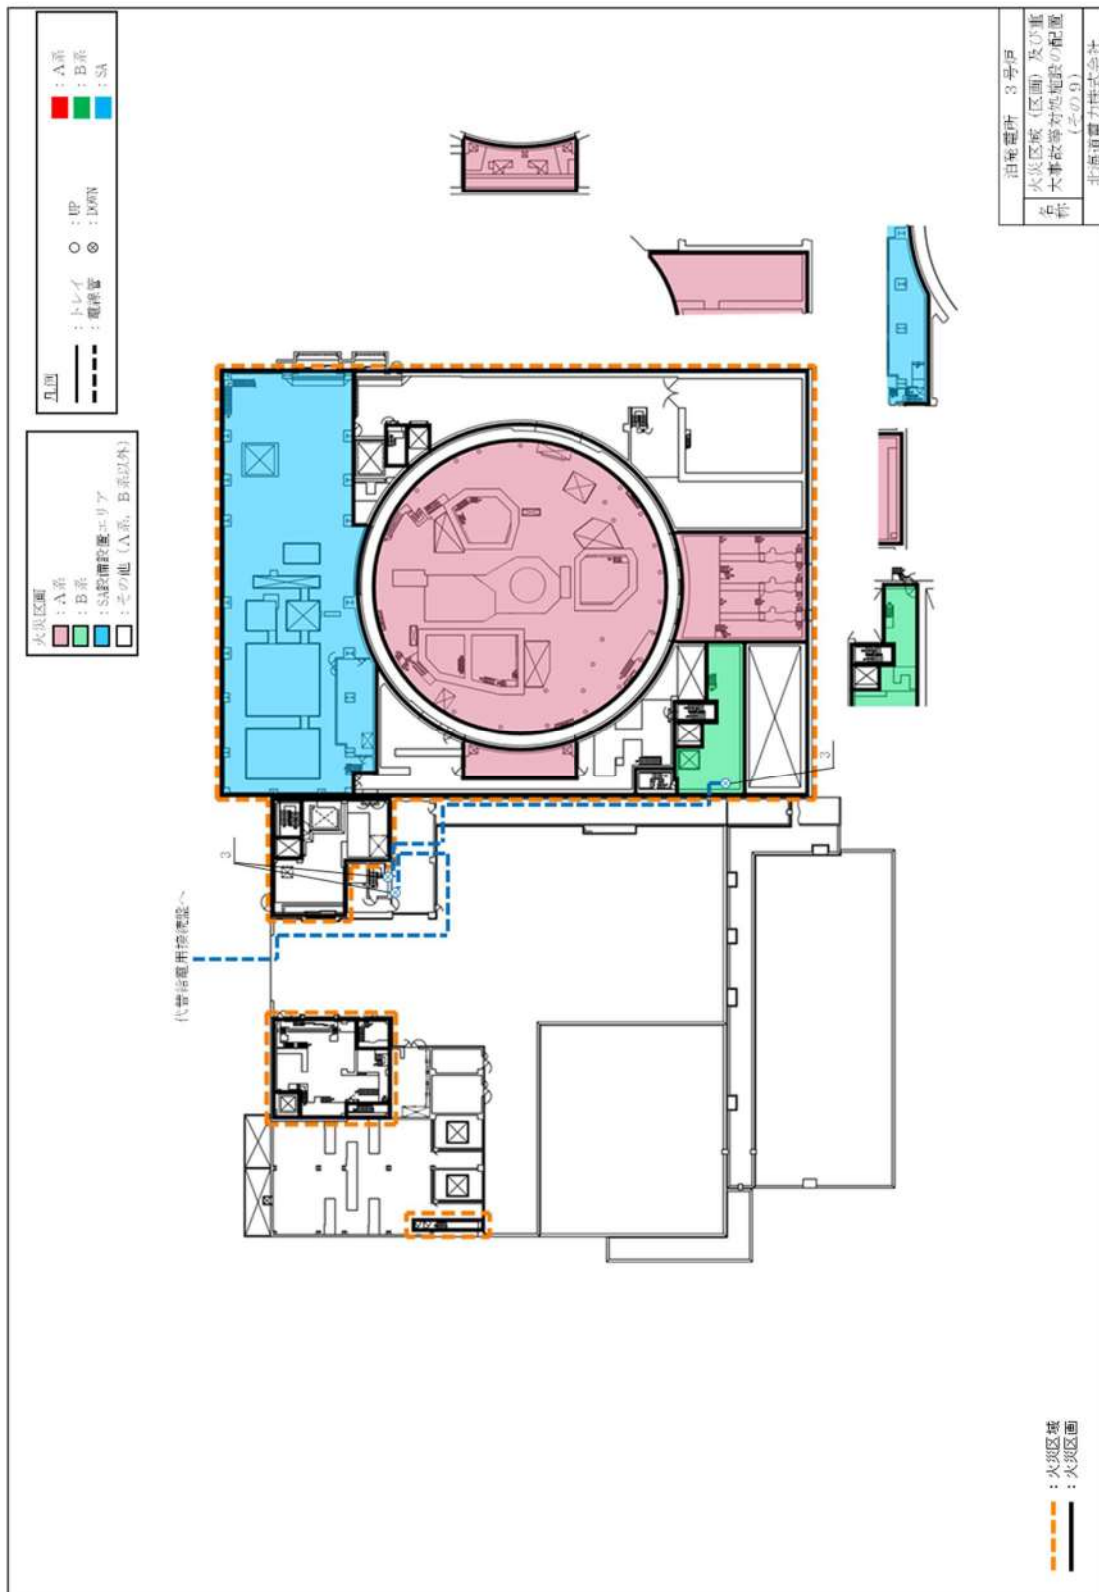 火災区画
：A系
：B系
：SA設備設置エリア
：その他（A系，B系以外）
凡例
：トレイ
：電線管
○：UP
⊗：DOWN
：A系
：B系
：SA
代替給電用接続盤へ
3
3
：火災区域
：火災区画
泊発電所　3号炉
名称
火災区域（区画）及び重
大事故等対処施設の配置
（その9）
北海道電力株式会社